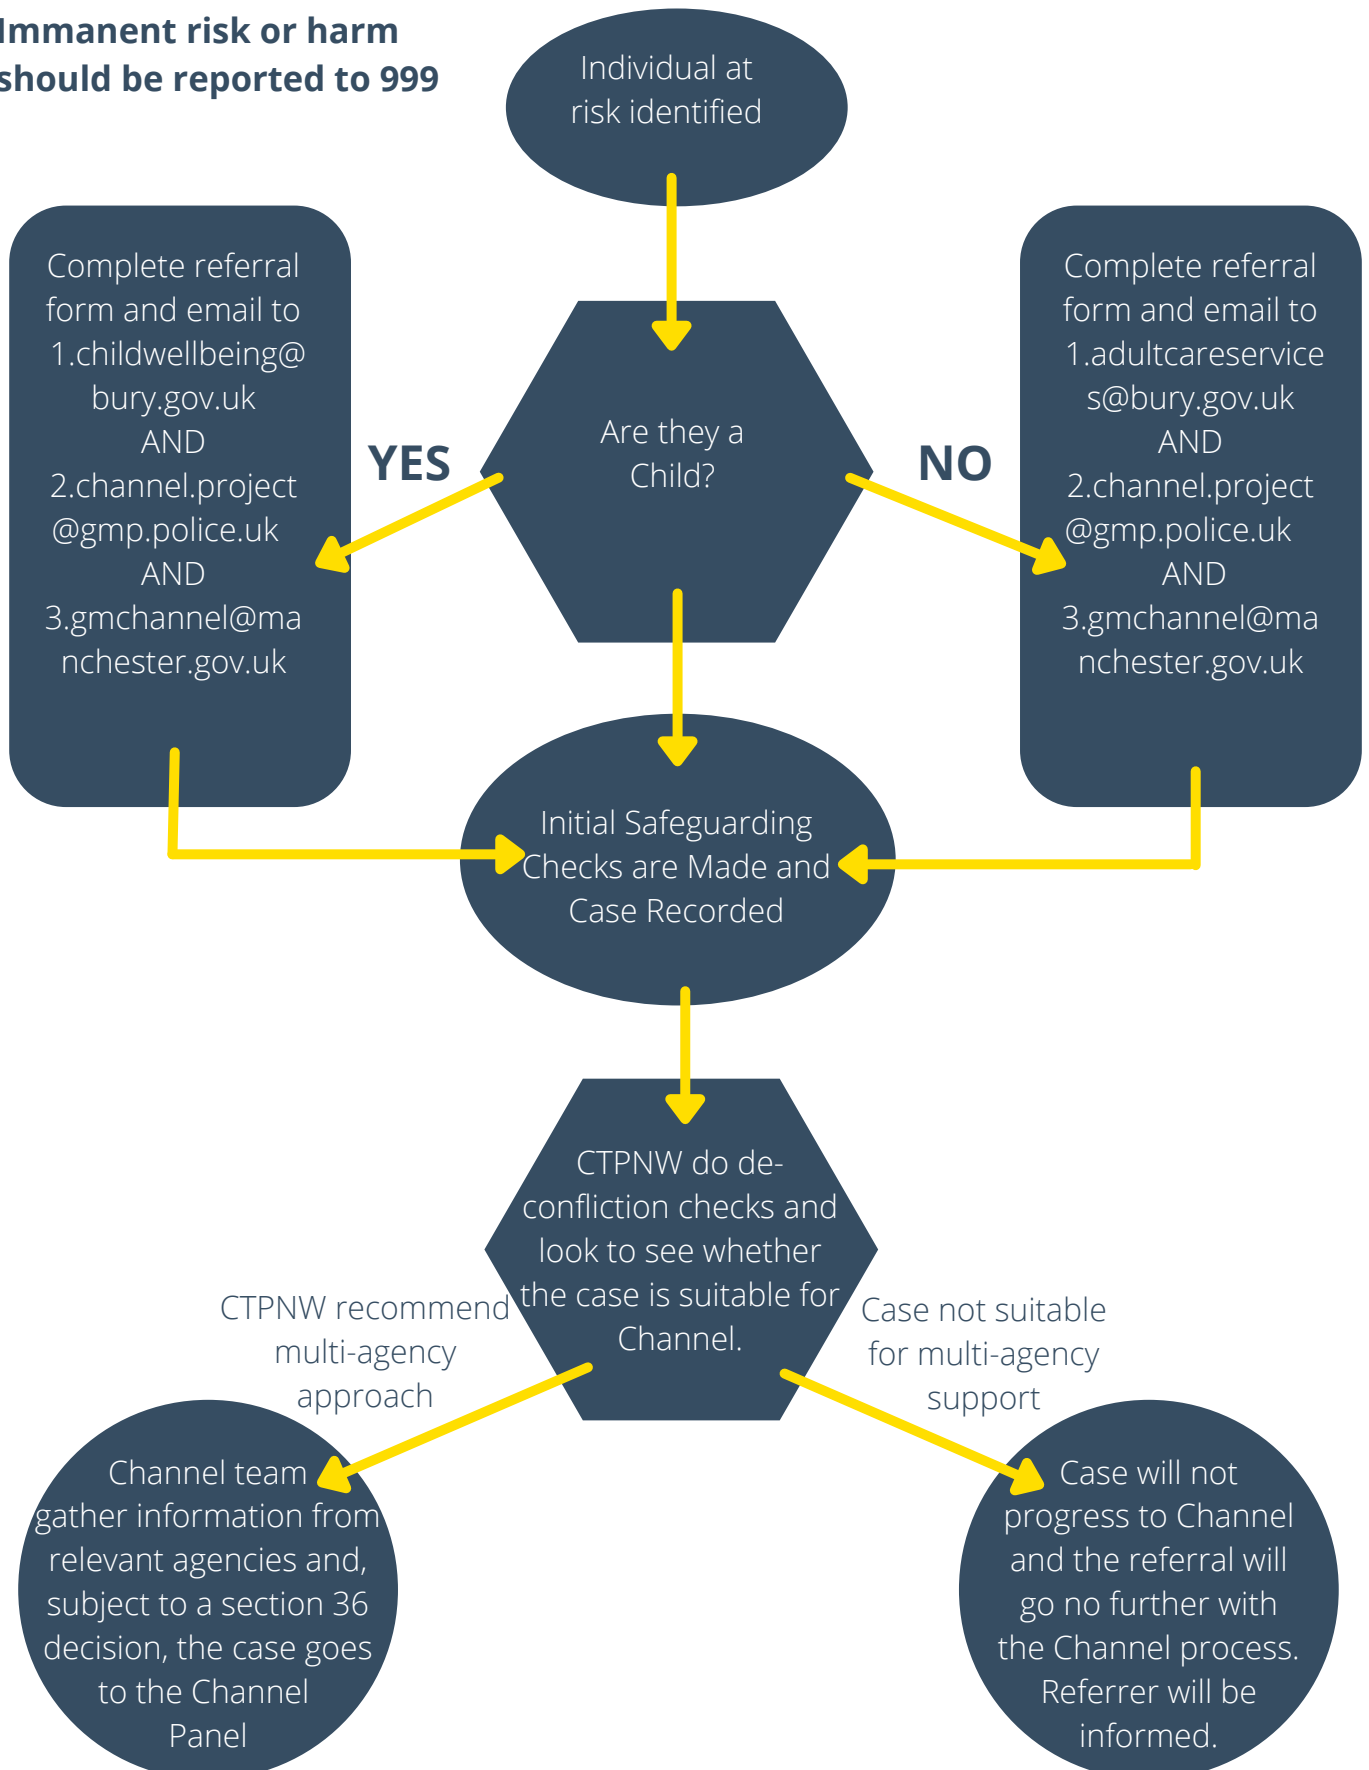 Immanent risk or harm
should be reported to 999
Individual at
risk identified
Complete referral
form and email to
1.childwellbeing@
bury.gov.uk
AND
2.channel.project
@gmp.police.uk
AND
3.gmchannel@ma
nchester.gov.uk
YES
Are they a
Child?
NO
Complete referral
form and email to
1.adultcareservice
s@bury.gov.uk
AND
2.channel.project
@gmp.police.uk
AND
3.gmchannel@ma
nchester.gov.uk
Initial Safeguarding
Checks are Made and
Case Recorded
CTPNW do de-
confliction checks and
look to see whether
the case is suitable for
Channel.
CTPNW recommend
multi-agency
approach
Case not suitable
for multi-agency
support
Channel team
gather information from
relevant agencies and,
subject to a section 36
decision, the case goes
to the Channel
Panel
Case will not
progress to Channel
and the referral will
go no further with
the Channel process.
Referrer will be
informed.